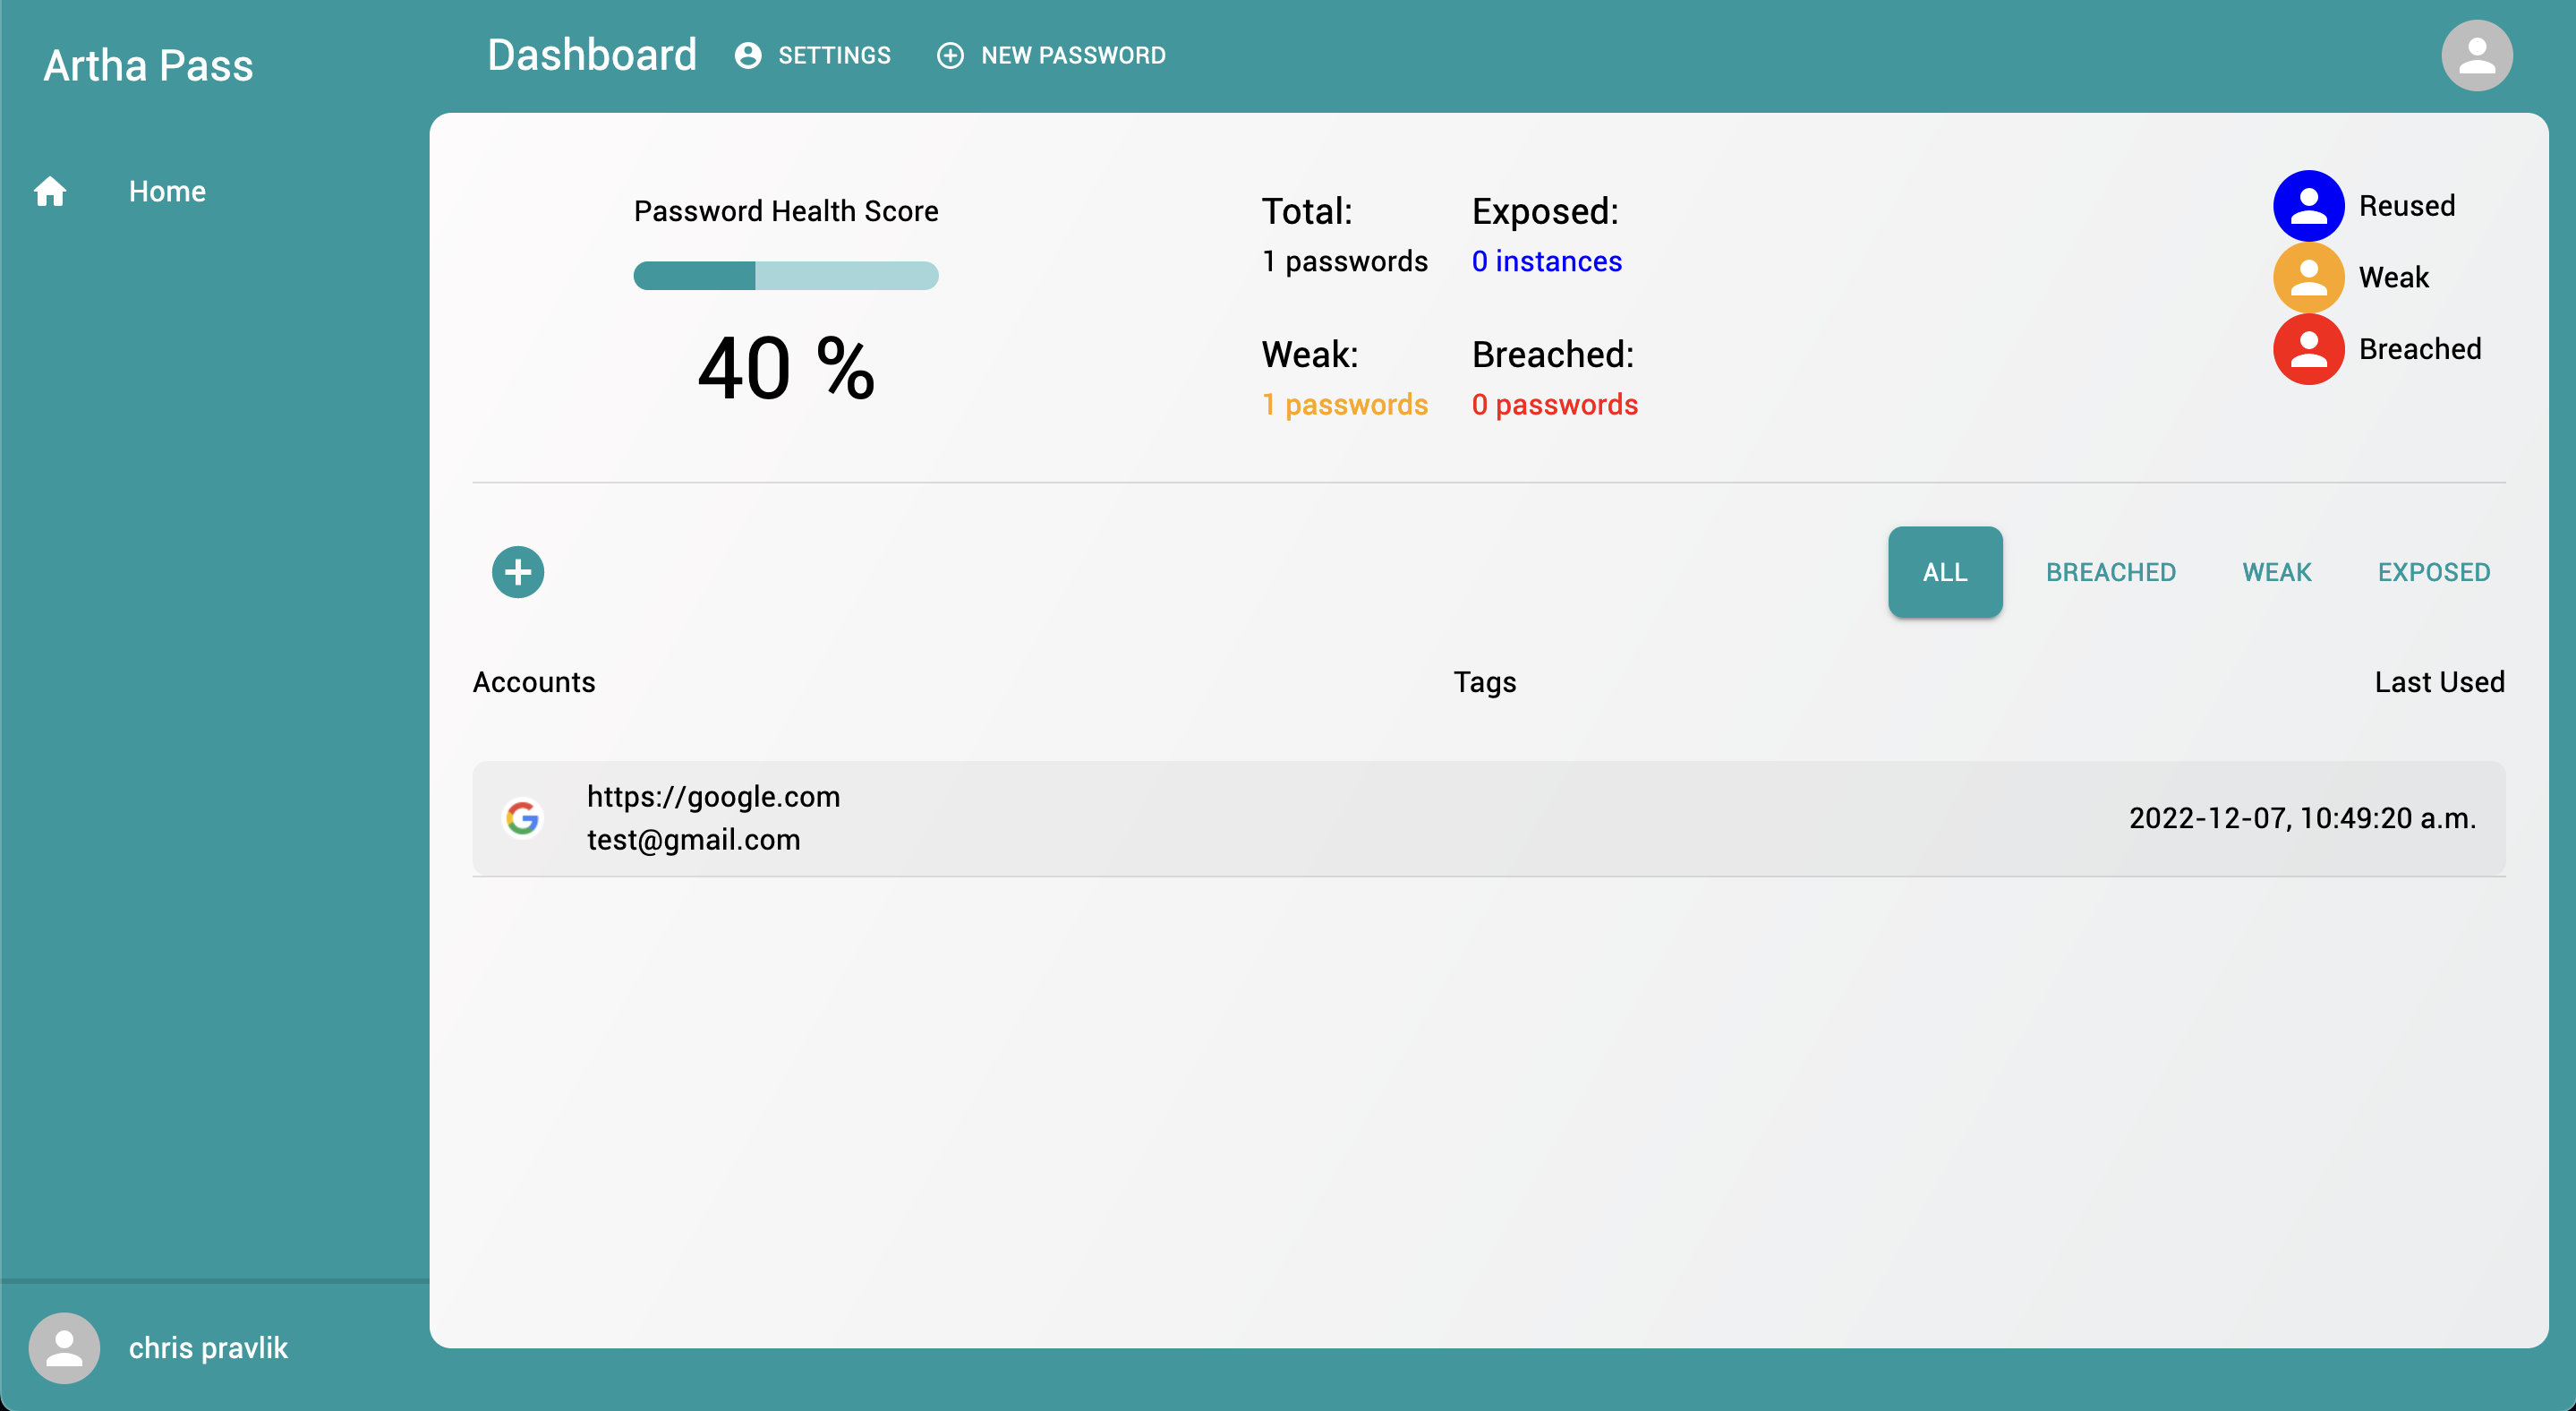 Artha Pass
Dashboard SETTINGS NEW PASSWORD
Home
Password Health Score
40 %
Total:
1 passwords
Exposed:
0 instances
Weak:
1 passwords
Breached:
0 passwords
Reused
Weak
Breached
ALL BREACHED WEAK EXPOSED
Accounts Tags Last Used
https://google.com
test@gmail.com
2022-12-07, 10:49:20 a.m.
chris pravlik